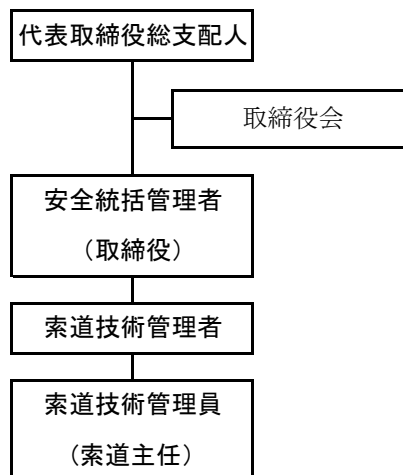 代表取締役総支配人
取締役会
安全統括管理者
（取締役）
索道技術管理者
索道技術管理員
（索道主任）